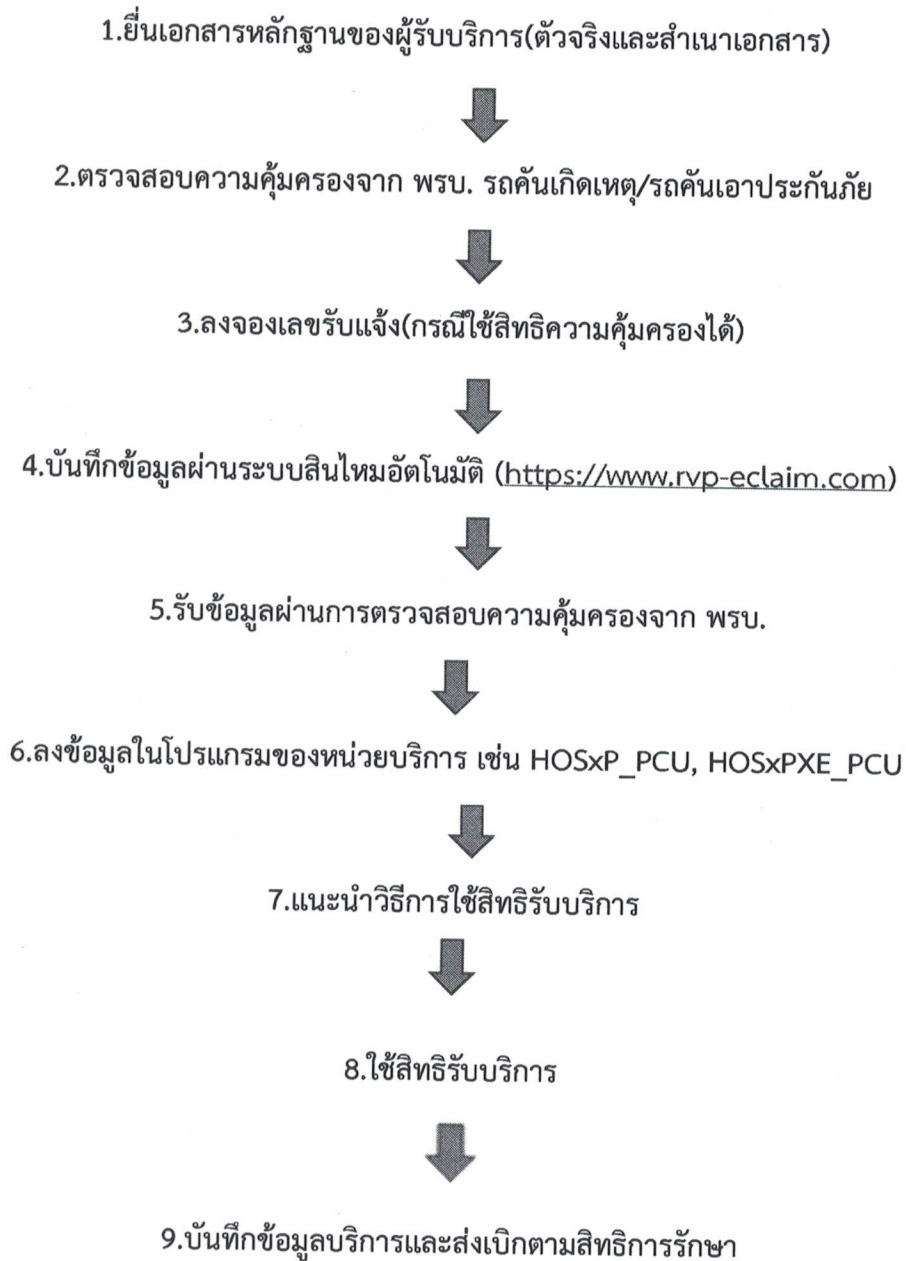 1.ยื่นเอกสารหลักฐานของผู้รับบริการ(ตัวจริงและสำเนาเอกสาร)
2.ตรวจสอบความคุ้มครองจาก พรบ. รถคันเกิดเหตุ/รถคันเอาประกันภัย
3.ลงจองเลขรับแจ้ง(กรณีใช้สิทธิความคุ้มครองได้)
4.บันทึกข้อมูลผ่านระบบสินไหมอัตโนมัติ (https://www.rvp-eclaim.com)
5.รับข้อมูลผ่านการตรวจสอบความคุ้มครองจาก พรบ.
6.ลงข้อมูลในโปรแกรมของหน่วยบริการ เช่น HOSxP_PCU, HOSxPXE_PCU
7.แนะนำวิธีการใช้สิทธิรับบริการ
8.ใช้สิทธิรับบริการ
9.บันทึกข้อมูลบริการและส่งเบิกตามสิทธิการรักษา